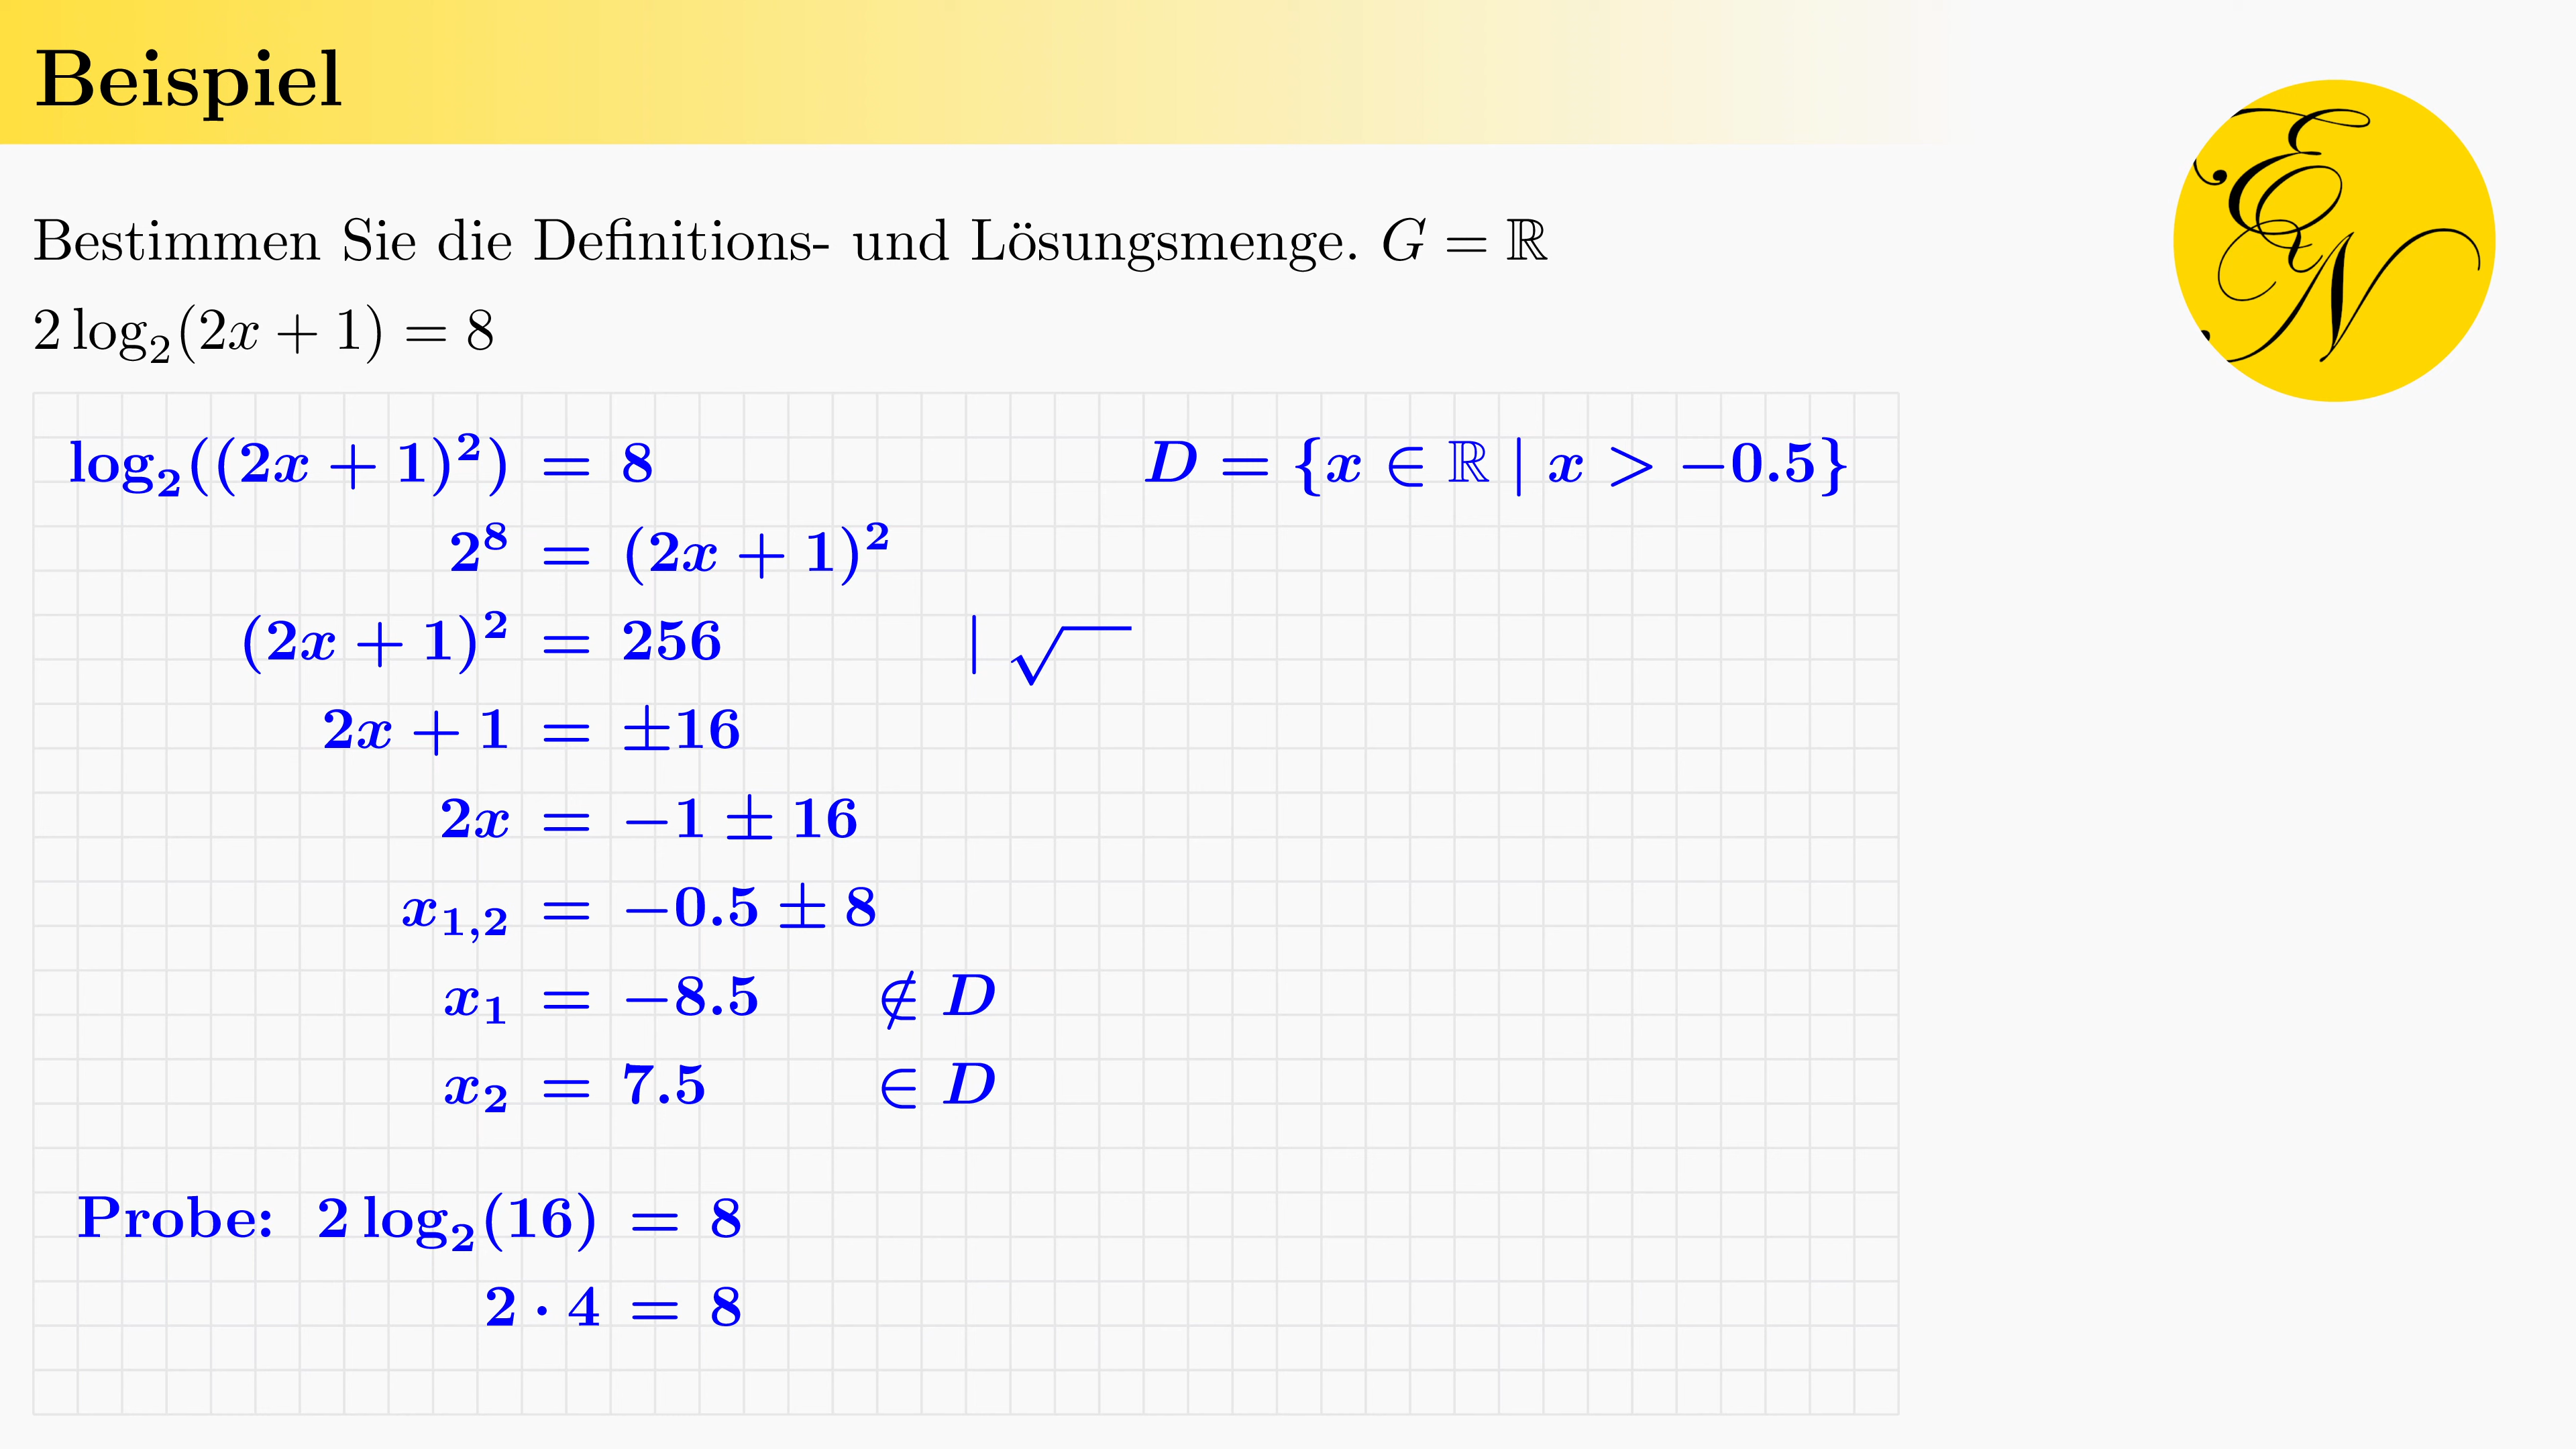 Beispiel
Bestimmen Sie die Definitions- und Lösungsmenge. G = ℝ
2 log₂(2x + 1) = 8
log₂((2x + 1)²) = 8 D = {x ∈ ℝ | x > −0.5}
2⁸ = (2x + 1)²
(2x + 1)² = 256 | √
2x + 1 = ±16
2x = −1 ± 16
x₁,₂ = −0.5 ± 8
x₁ = −8.5 ∉ D
x₂ = 7.5 ∈ D
Probe: 2 log₂(16) = 8
2 · 4 = 8